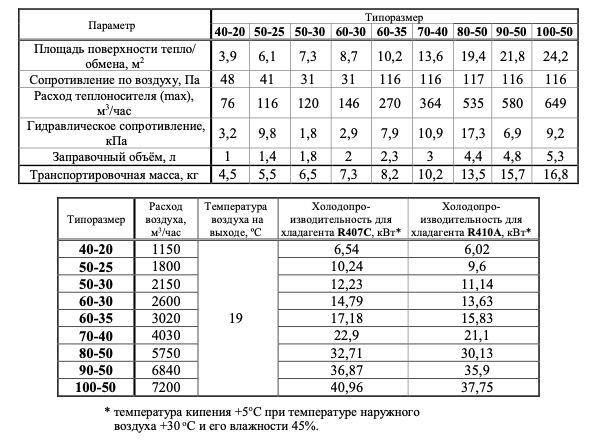 Параметр Типоразмер
40-20 50-25 50-30 60-30 60-35 70-40 80-50 90-50 100-50
Площадь поверхности тепло/
обмена, м² 3,9 6,1 7,3 8,7 10,2 13,6 19,4 21,8 24,2
Сопротивление по воздуху, Па 48 41 31 31 116 116 117 116 116
Расход теплоносителя (max),
м³/час 76 116 120 146 270 364 535 580 649
Гидравлическое сопротивление,
кПа 3,2 9,8 1,8 2,9 7,9 10,9 17,3 6,9 9,2
Заправочный объём, л 1 1,4 1,8 2 2,3 3 4,4 4,8 5,3
Транспортировочная масса, кг 4,5 5,5 6,5 7,3 8,2 10,2 13,5 15,7 16,8
Типоразмер Расход
воздуха,
м³/час Температура
воздуха на
выходе, ºС Холодопро-
изводительность для
хладагента R407C, кВт* Холодопро-
изводительность для
хладагента R410A, кВт*
40-20 1150 19 6,54 6,02
50-25 1800 10,24 9,6
50-30 2150 12,23 11,14
60-30 2600 14,79 13,63
60-35 3020 17,18 15,83
70-40 4030 22,9 21,1
80-50 5750 32,71 30,13
90-50 6840 36,87 35,9
100-50 7200 40,96 37,75
* температура кипения +5ºС при температуре наружного
воздуха +30 ºС и его влажности 45%.